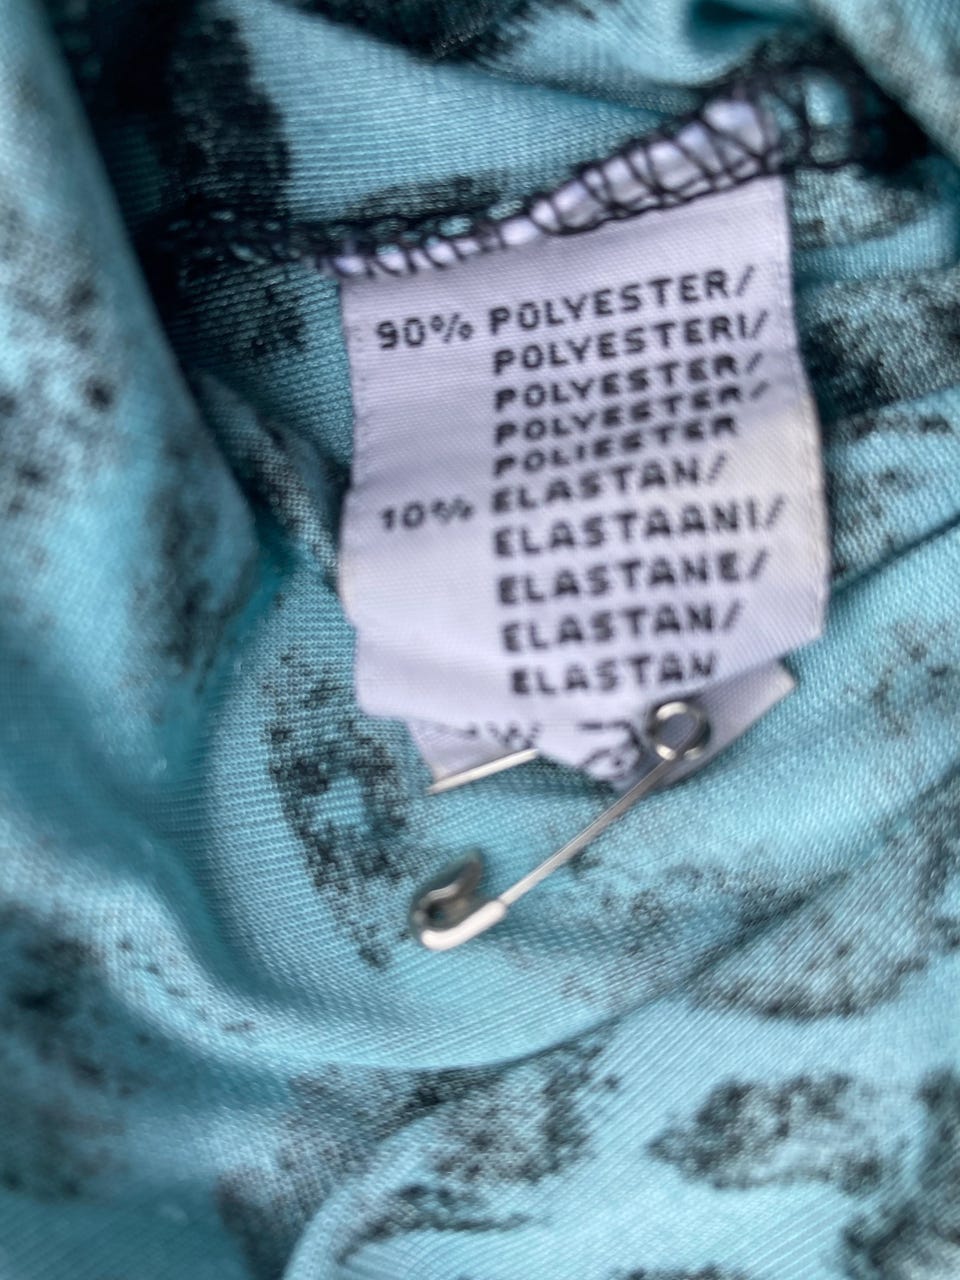 90% POLYESTER/
POLYESTERI/
POLYESTER/
POLYESTER/
POLIESTER
10% ELASTAN/
ELASTAANI/
ELASTANE/
ELASTAN/
ELASTAN